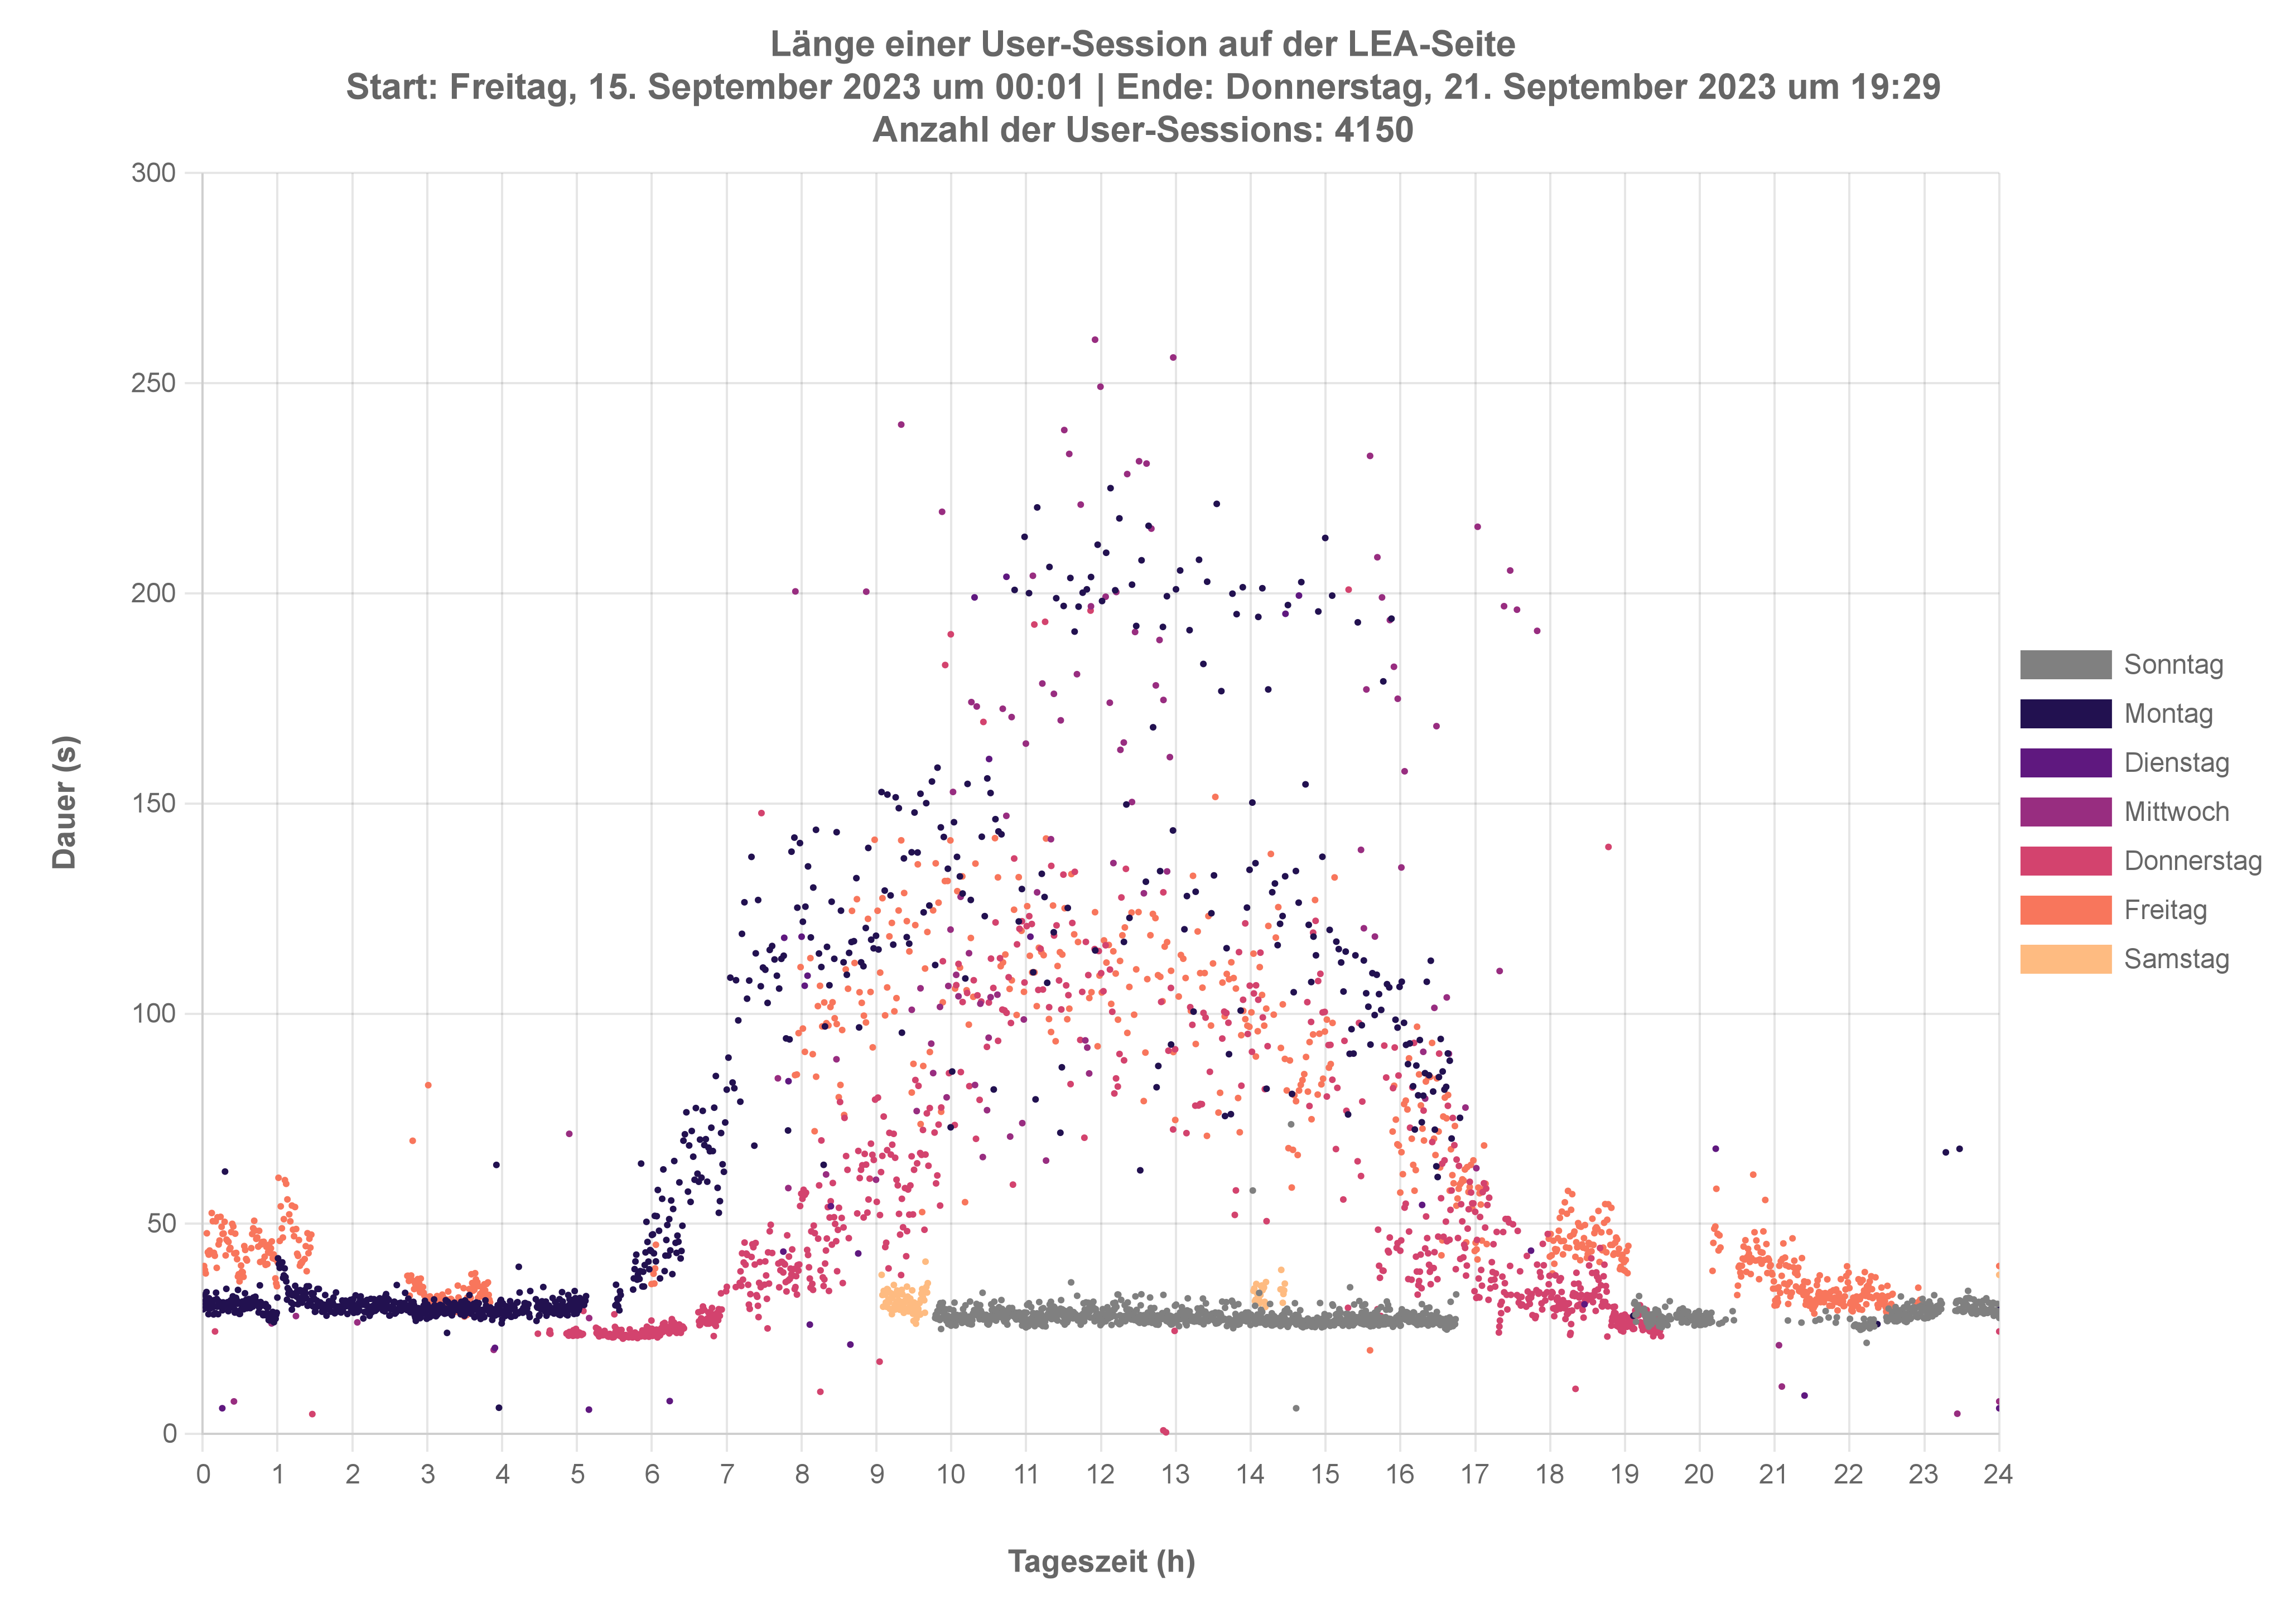 Länge einer User-Session auf der LEA-Seite
Start: Freitag, 15. September 2023 um 00:01 | Ende: Donnerstag, 21. September 2023 um 19:29
Anzahl der User-Sessions: 4150
300
250
200
150
100
50
0
Dauer (s)
0 1 2 3 4 5 6 7 8 9 10 11 12 13 14 15 16 17 18 19 20 21 22 23 24
Tageszeit (h)
Sonntag
Montag
Dienstag
Mittwoch
Donnerstag
Freitag
Samstag